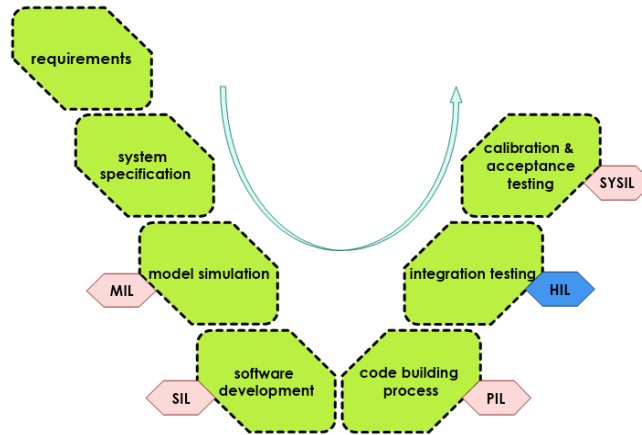 requirements
system
specification
model simulation
MIL
software
development
SIL
code building
process
PIL
integration testing
HIL
calibration &
acceptance
testing
SYSIL